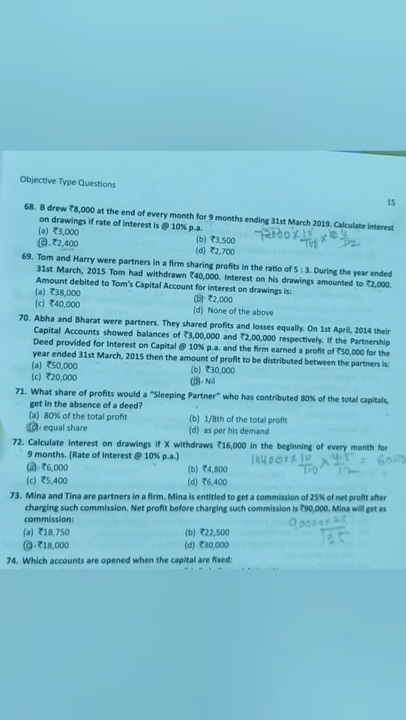 Objective Type Questions
15
68. B drew ₹8,000 at the end of every month for 9 months ending 31st March 2019. Calculate interest
on drawings if rate of interest is @ 10% p.a.
(a) ₹3,000 (b) ₹3,500
(c) ₹2,400 (d) ₹2,700
69. Tom and Harry were partners in a firm sharing profits in the ratio of 5 : 3. During the year ended
31st March, 2015 Tom had withdrawn ₹40,000. Interest on his drawings amounted to ₹2,000.
Amount debited to Tom's Capital Account for interest on drawings is:
(a) ₹38,000 (b) ₹2,000
(c) ₹40,000 (d) None of the above
70. Abha and Bharat were partners. They shared profits and losses equally. On 1st April, 2014 their
Capital Accounts showed balances of ₹3,00,000 and ₹2,00,000 respectively. If the Partnership
Deed provided for Interest on Capital @ 10% p.a. and the firm earned a profit of ₹50,000 for the
year ended 31st March, 2015 then the amount of profit to be distributed between the partners is:
(a) ₹50,000 (b) ₹30,000
(c) ₹20,000 (d) Nil
71. What share of profits would a "Sleeping Partner" who has contributed 80% of the total capitals,
get in the absence of a deed?
(a) 80% of the total profit (b) 1/8th of the total profit
(c) equal share (d) as per his demand
72. Calculate interest on drawings if X withdraws ₹16,000 in the beginning of every month for
9 months. (Rate of Interest @ 10% p.a.)
(a) ₹6,000 (b) ₹4,800
(c) ₹5,400 (d) ₹6,400
73. Mina and Tina are partners in a firm. Mina is entitled to get a commission of 25% of net profit after
charging such commission. Net profit before charging such commission is ₹90,000. Mina will get as
commission:
(a) ₹18,750 (b) ₹22,500
(c) ₹18,000 (d) ₹30,000
74. Which accounts are opened when the capital are fixed: